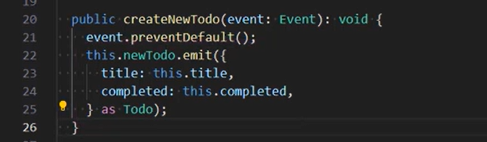 20 public createNewTodo(event: Event): void {
21 event.preventDefault();
22 this.newTodo.emit({
23 title: this.title,
24 completed: this.completed,
25 } as Todo);
26 }